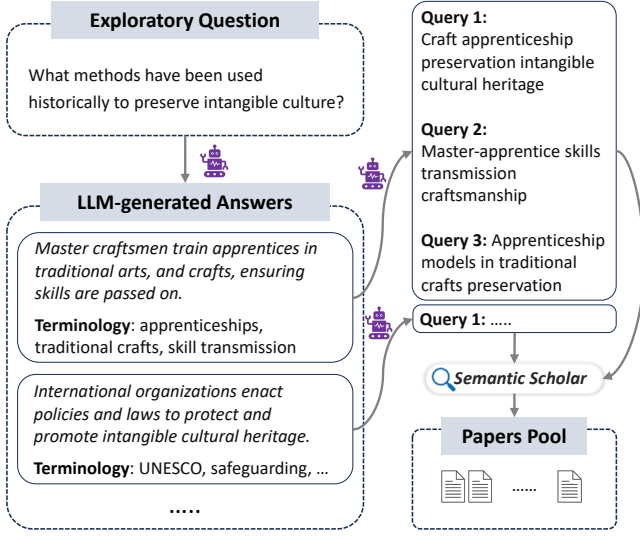 Exploratory Question
What methods have been used
historically to preserve intangible culture?
LLM-generated Answers
Master craftsmen train apprentices in
traditional arts, and crafts, ensuring
skills are passed on.
Terminology: apprenticeships,
traditional crafts, skill transmission
International organizations enact
policies and laws to protect and
promote intangible cultural heritage.
Terminology: UNESCO, safeguarding, ...
.....
Query 1:
Craft apprenticeship
preservation intangible
cultural heritage
Query 2:
Master-apprentice skills
transmission
craftsmanship
Query 3: Apprenticeship
models in traditional
crafts preservation
Query 1: .....
Semantic Scholar
Papers Pool
......